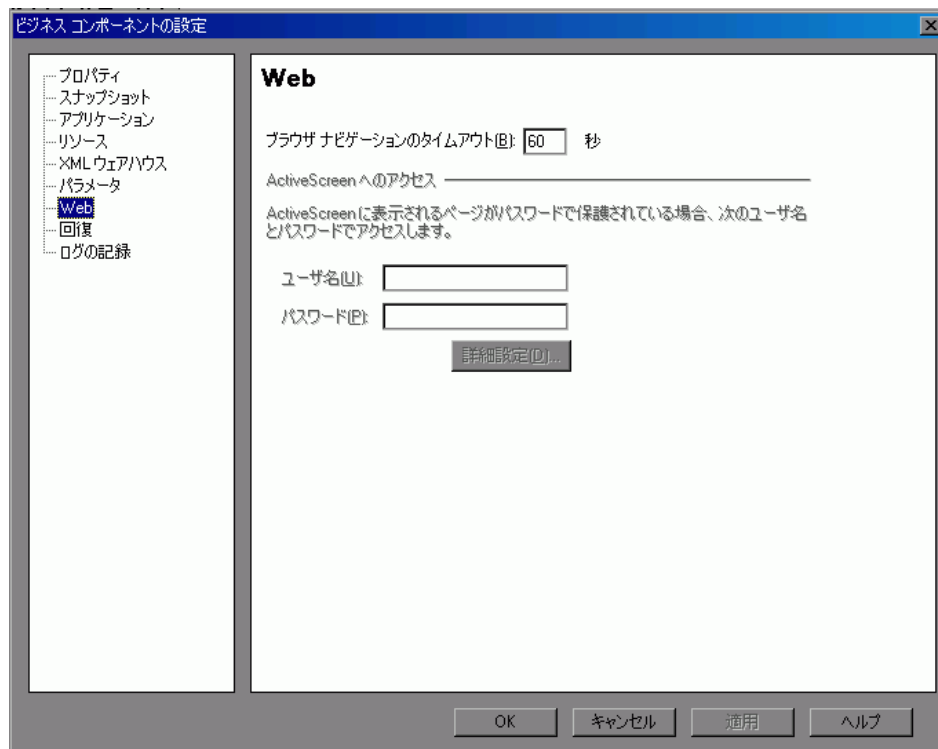 ビジネス コンポーネントの設定
プロパティ
スナップショット
アプリケーション
リソース
XML ウェアハウス
パラメータ
Web
回復
ログの記録
Web
ブラウザ ナビゲーションのタイムアウト(B): 60 秒
ActiveScreen へのアクセス
ActiveScreen に表示されるページがパスワードで保護されている場合、次のユーザ名
とパスワードでアクセスします。
ユーザ名(U):
パスワード(P):
詳細設定(D)...
OK キャンセル 適用 ヘルプ